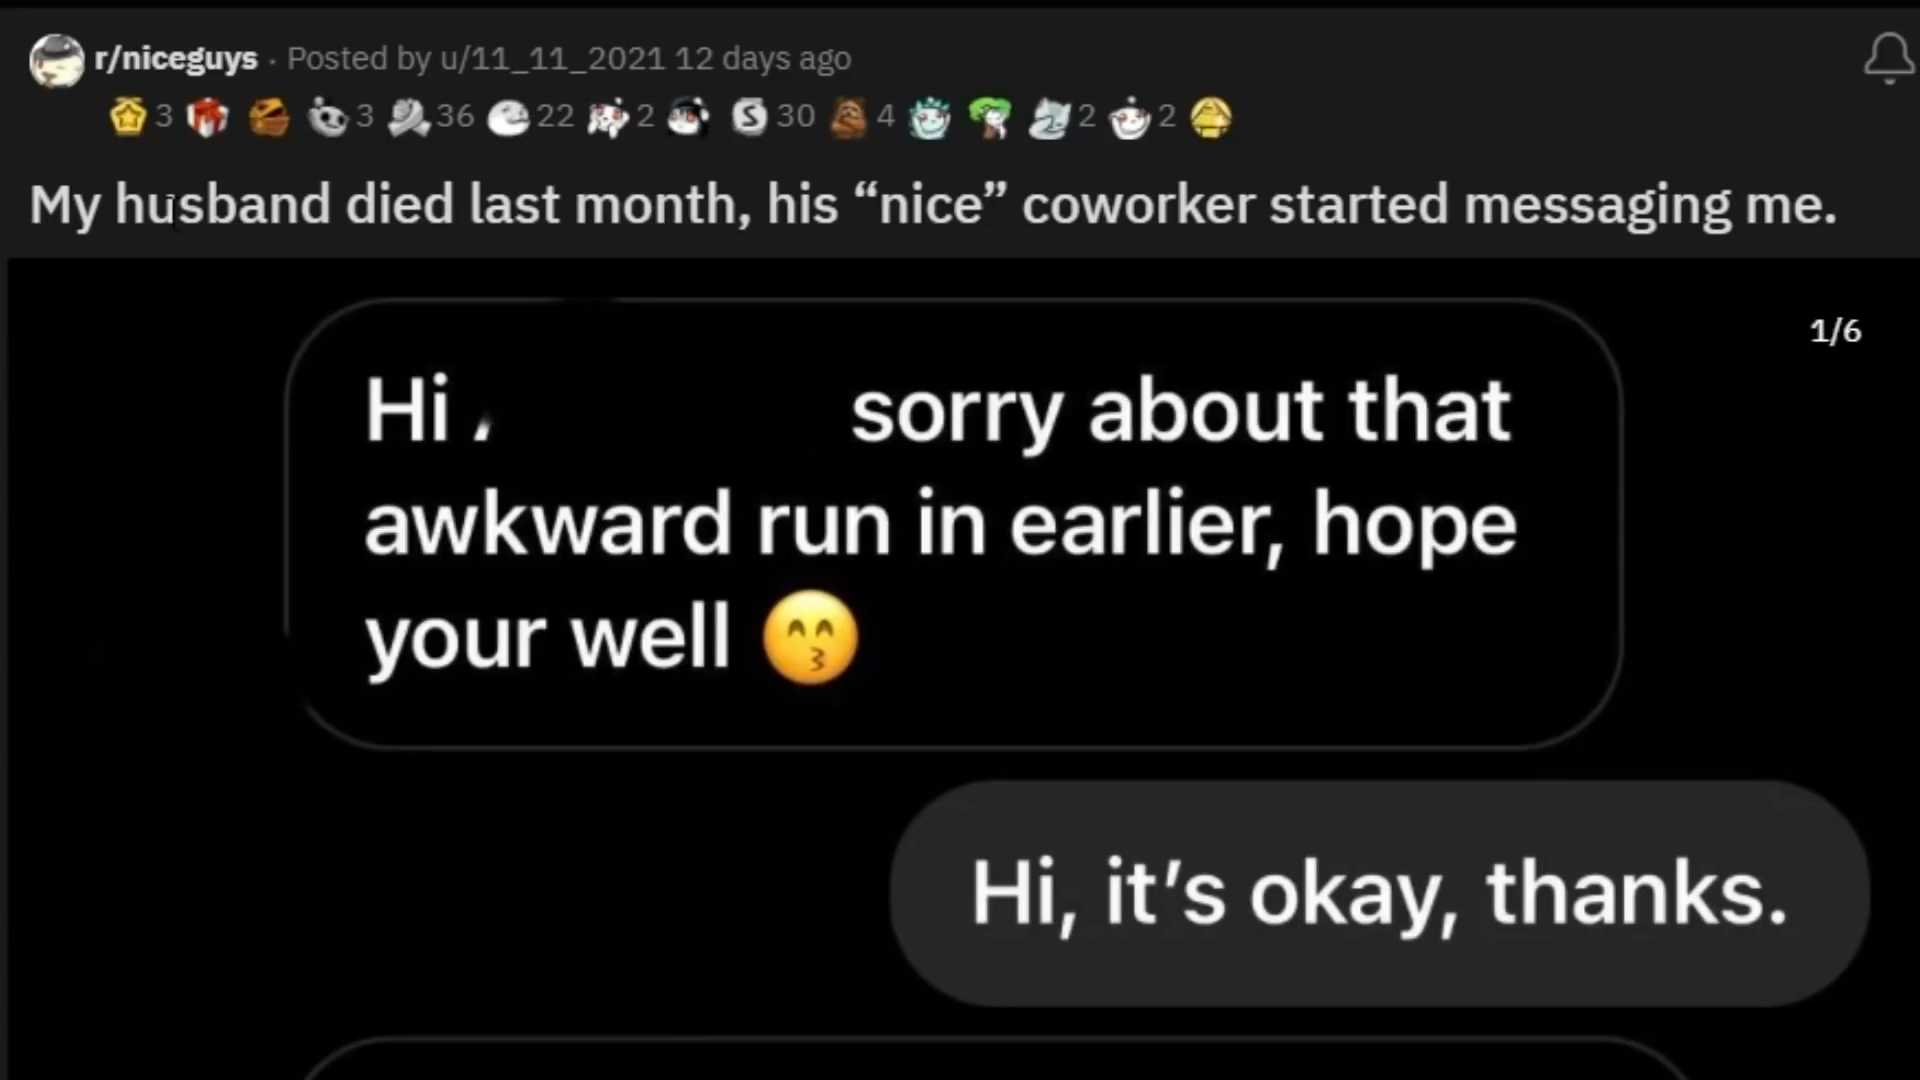 r/niceguys · Posted by u/11_11_2021 12 days ago
3 3 36 22 2 S 30 4 2 2
My husband died last month, his “nice” coworker started messaging me.
1/6
Hi sorry about that
awkward run in earlier, hope
your well 😙
Hi, it’s okay, thanks.